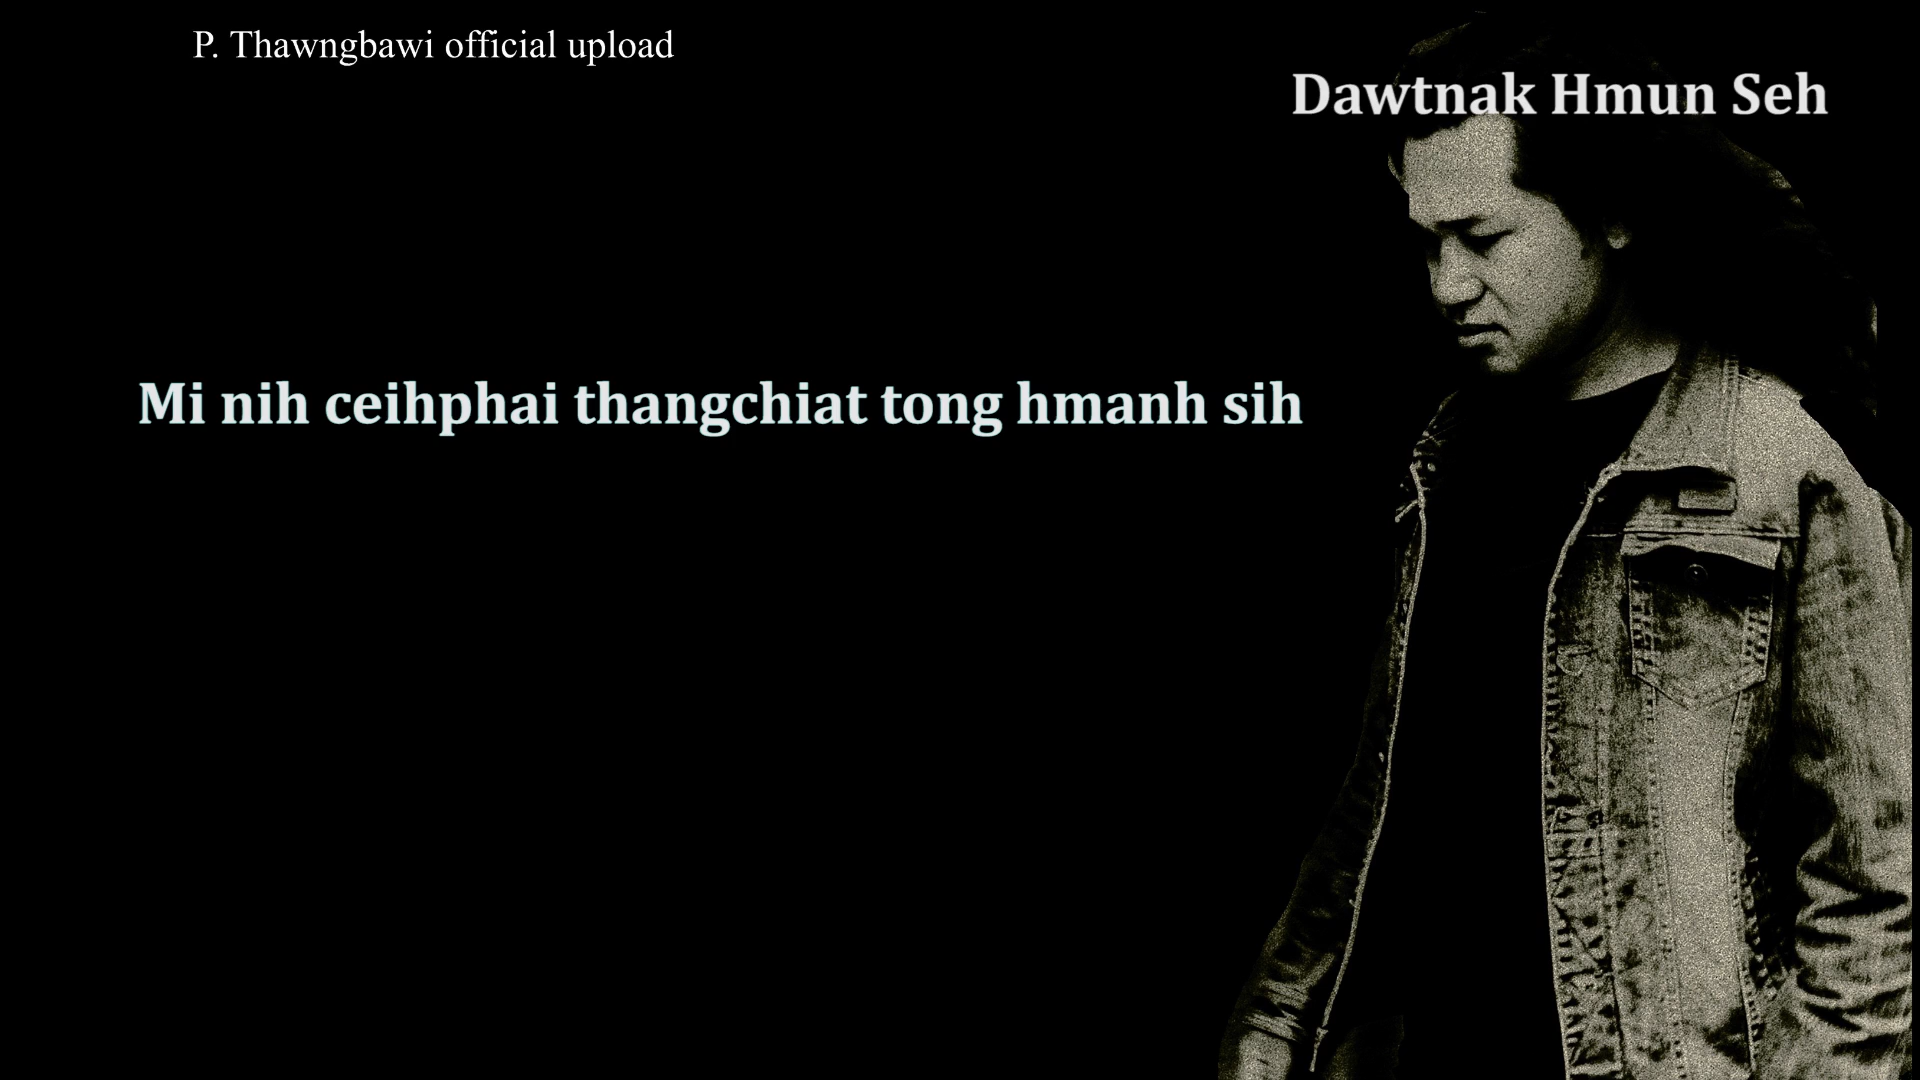 P. Thawngbawi official upload
Dawtnak Hmun Seh
Mi nih ceihphai thangchiat tong hmanh sih